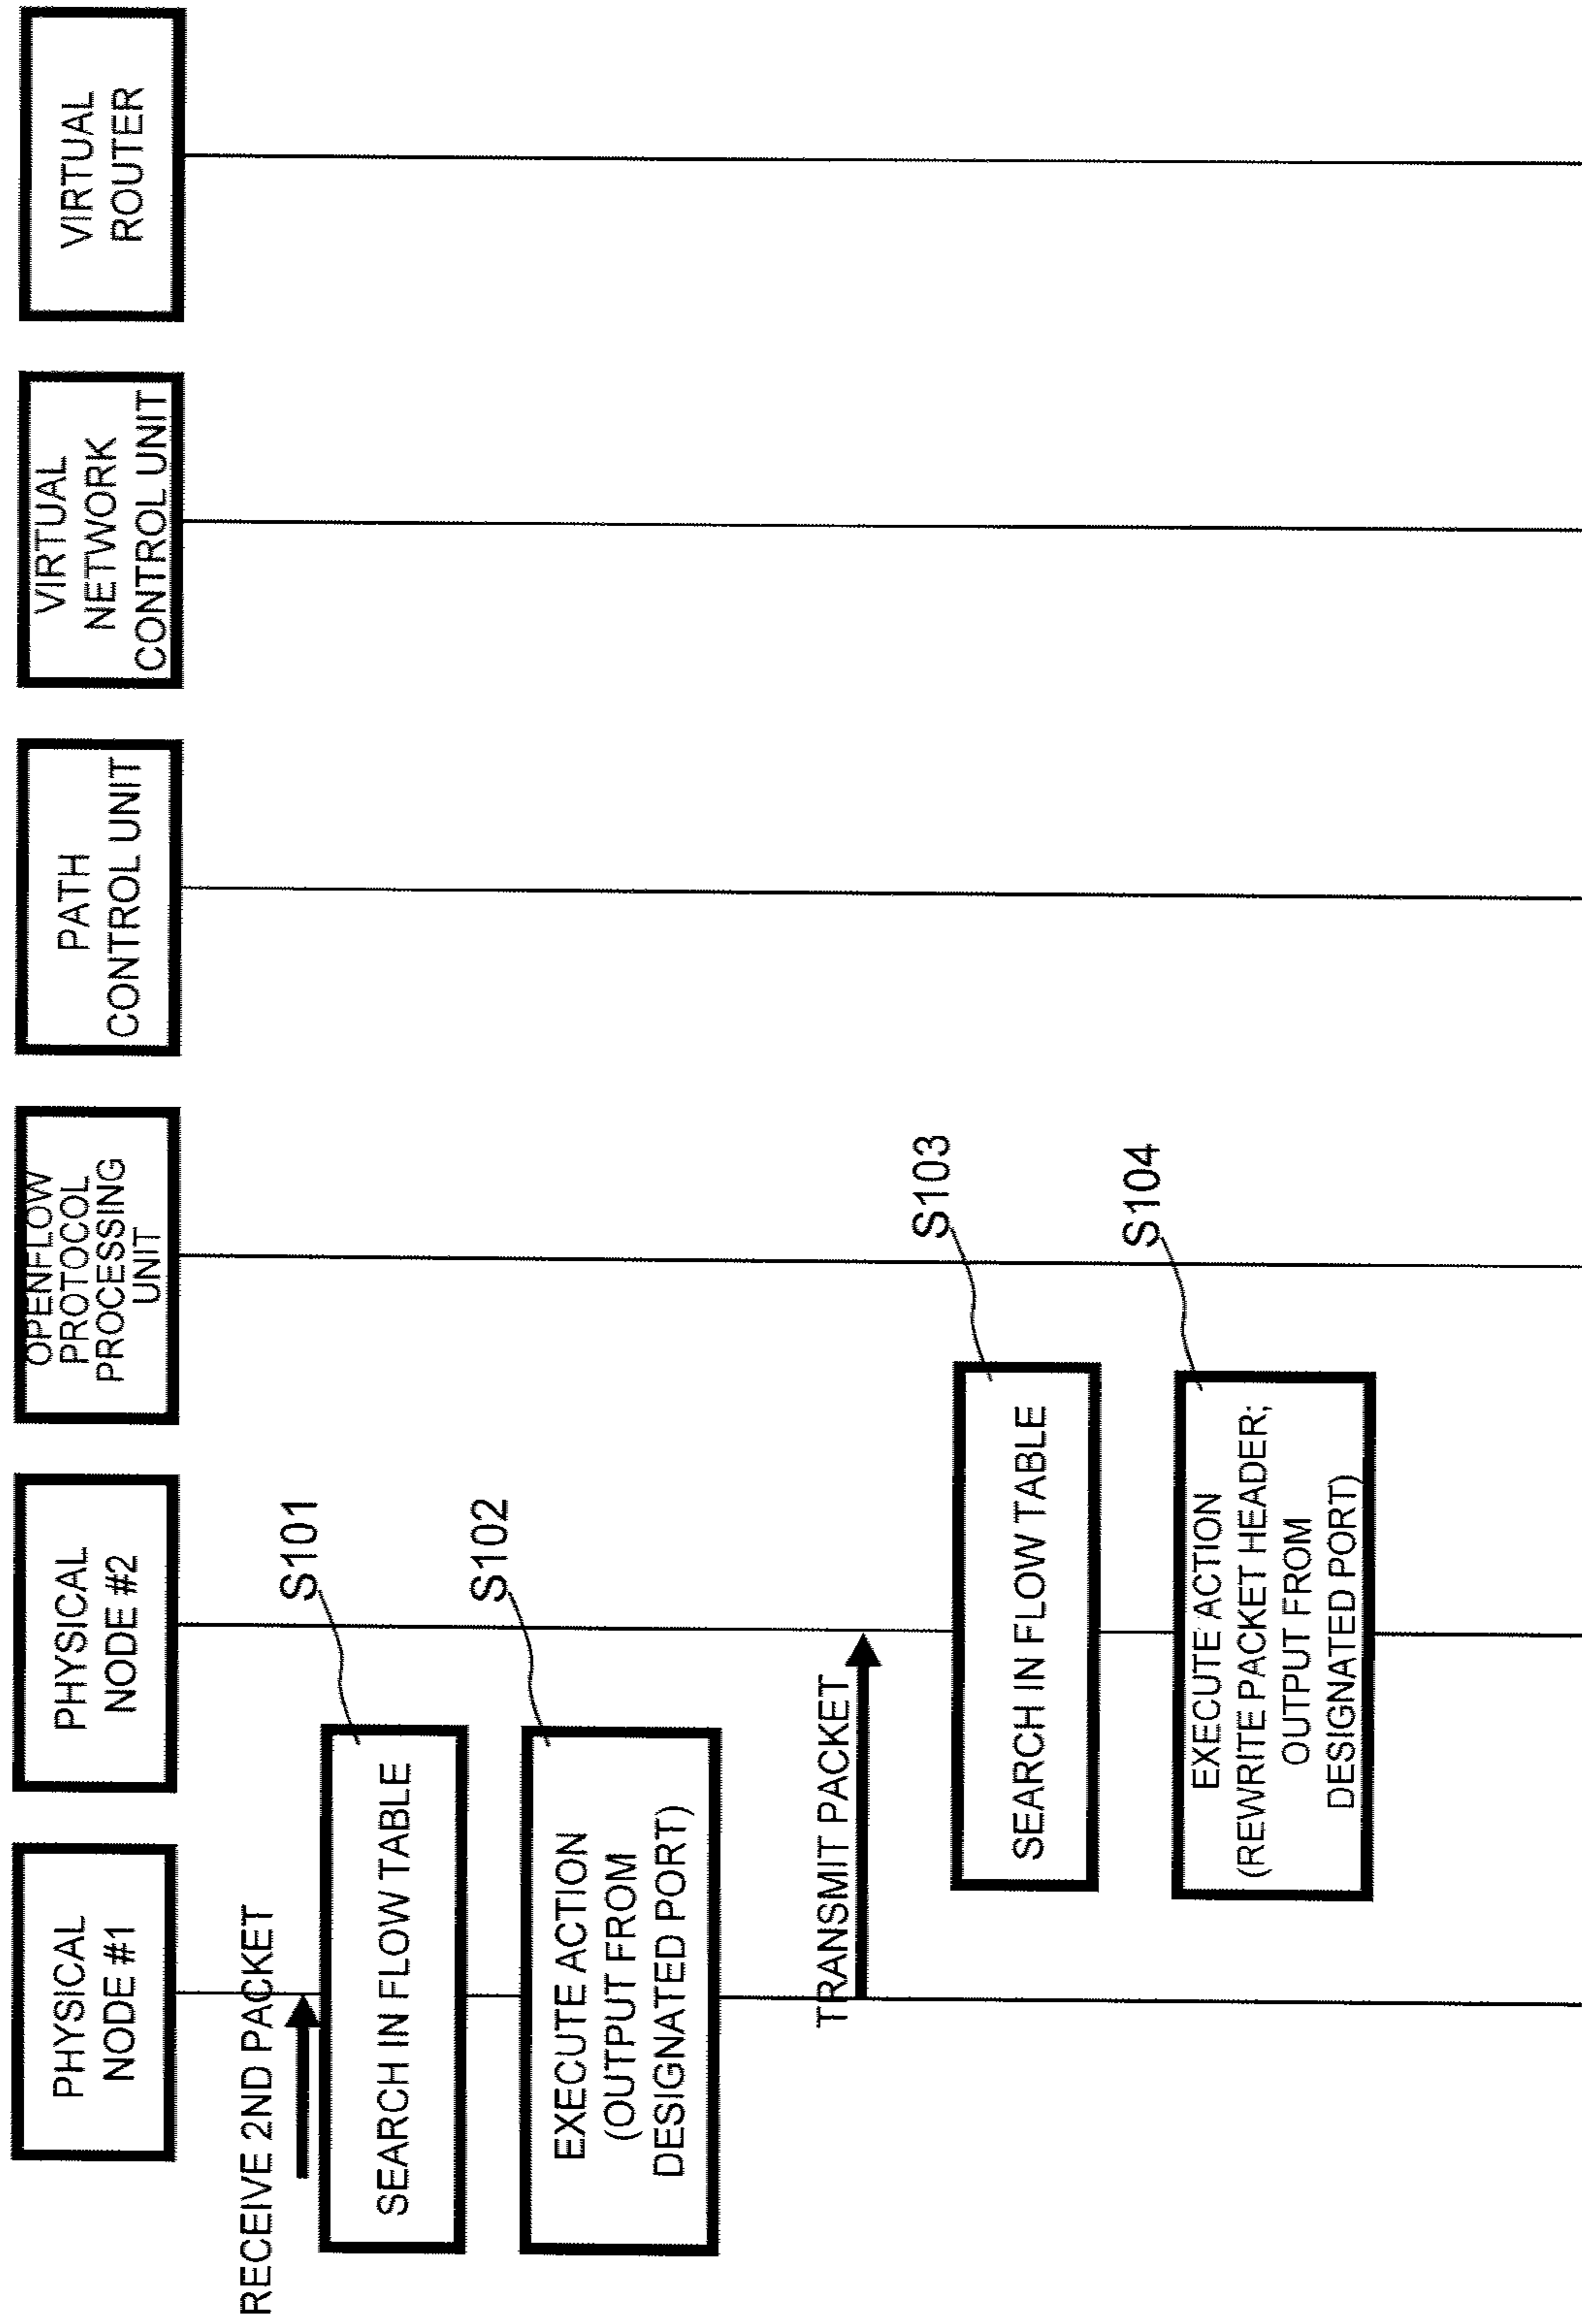 PHYSICAL
NODE #1
PHYSICAL
NODE #2
OPENFLOW
PROTOCOL
PROCESSING
UNIT
PATH
CONTROL UNIT
VIRTUAL
NETWORK
CONTROL UNIT
VIRTUAL
ROUTER
RECEIVE 2ND PACKET
S101
SEARCH IN FLOW TABLE
S102
EXECUTE ACTION
(OUTPUT FROM
DESIGNATED PORT)
TRANSMIT PACKET
S103
SEARCH IN FLOW TABLE
S104
EXECUTE ACTION
(REWRITE PACKET HEADER;
OUTPUT FROM
DESIGNATED PORT)